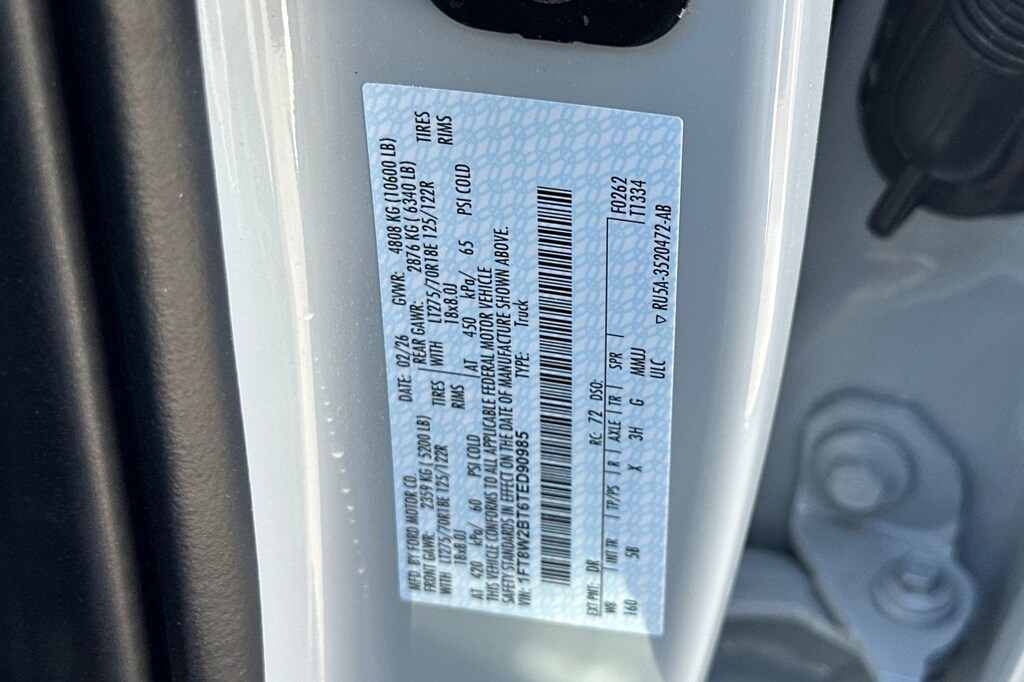 MFD. BY FORD MOTOR CO.
DATE: 02/26 GVWR: 4808 KG (10600 LB)
FRONT GAWR: 2359 KG ( 5200 LB)
REAR GAWR: 2876 KG ( 6340 LB)
WITH LT275/70R18E 125/122R TIRES
WITH LT275/70R18E 125/122R TIRES
18x8.0J RIMS
18x8.0J RIMS
AT 420 kPa/ 60 PSI COLD
AT 450 kPa/ 65 PSI COLD
THIS VEHICLE CONFORMS TO ALL APPLICABLE FEDERAL MOTOR VEHICLE
SAFETY STANDARDS IN EFFECT ON THE DATE OF MANUFACTURE SHOWN ABOVE.
VIN: 1FT8W2BT6TED90985 TYPE: Truck
EXT PNT: DR RC: 72 DSO: F0262
WB INT TR TP/PS R AXLE TR SPR T1334
160 5B X 3H G MMJJ
ULC
▽ RU5A-3520472-AB